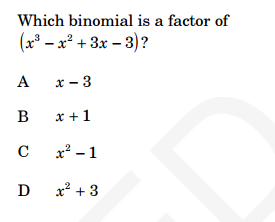 Which binomial is a factor of
(x³ – x² + 3x – 3)?
A x – 3
B x + 1
C x² – 1
D x² + 3